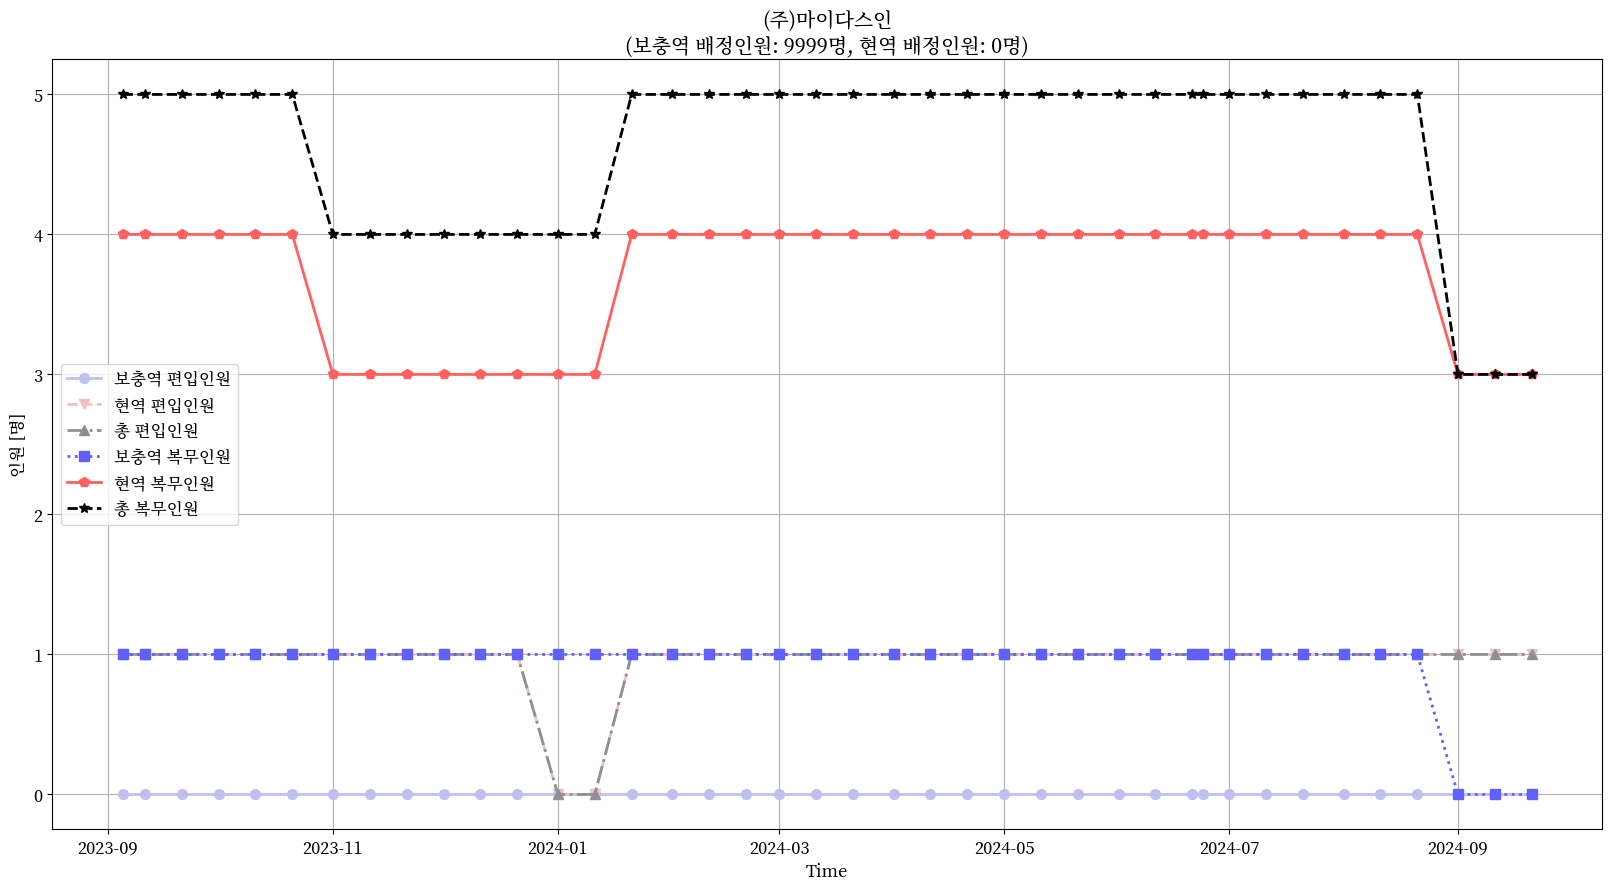 (주)마이다스인
(보충역 배정인원: 9999명, 현역 배정인원: 0명)
5
4
3
2
1
0
인원 [명]
보충역 편입인원
현역 편입인원
총 편입인원
보충역 복무인원
현역 복무인원
총 복무인원
2023-09 2023-11 2024-01 2024-03 2024-05 2024-07 2024-09
Time